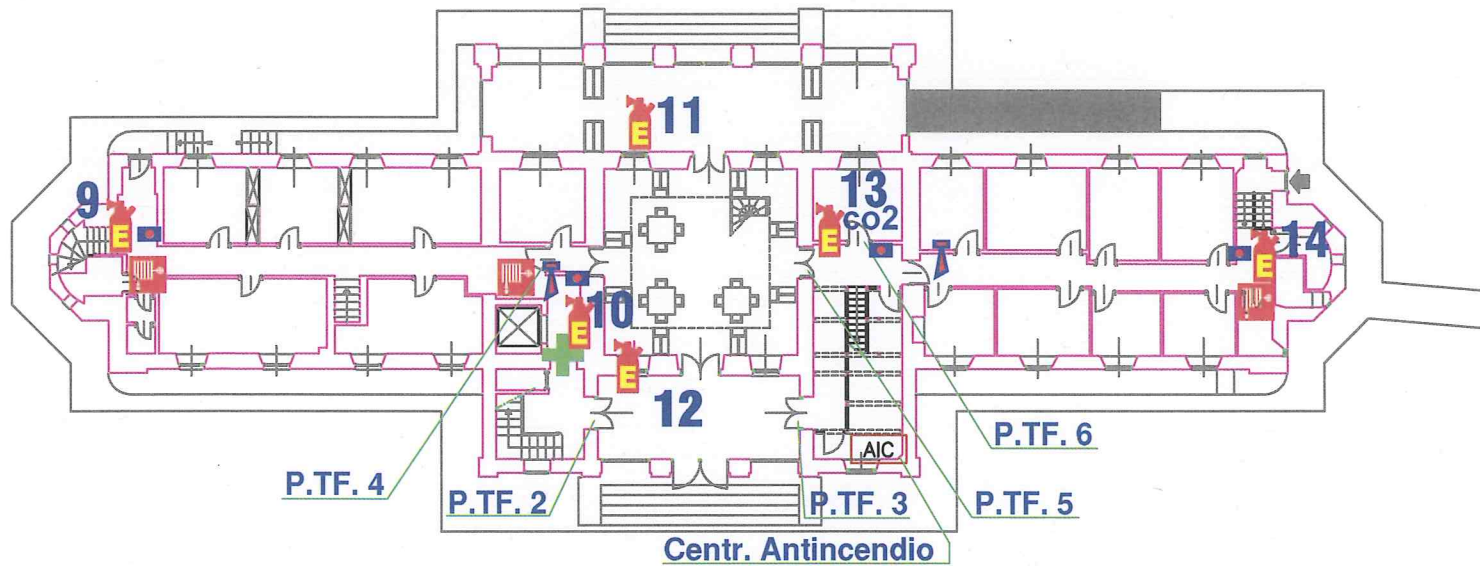 11
E
13
CO2
9
E
E
14
E
E
10
E
E
12
P.TF. 6
AIC
P.TF. 4
P.TF. 2
P.TF. 3
P.TF. 5
Centr. Antincendio